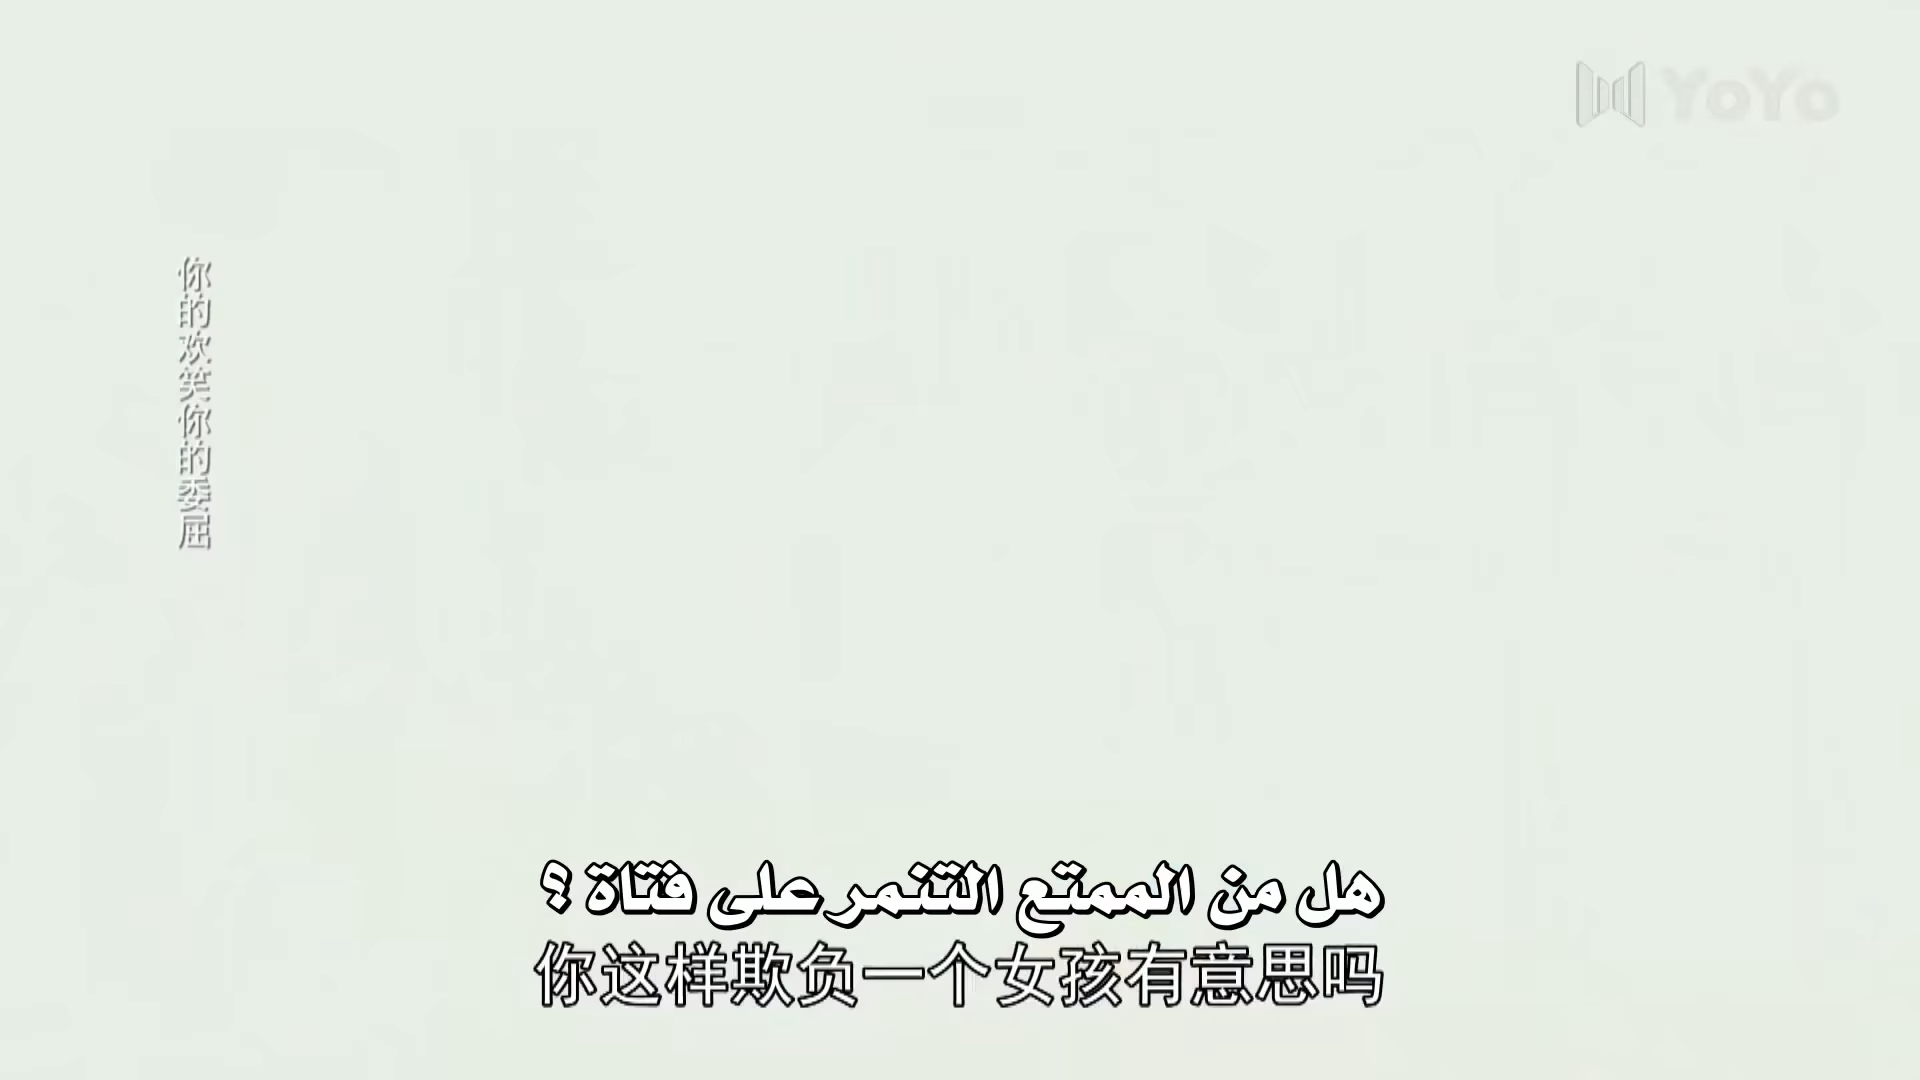 YoYo
你的欢笑你的委屈
هل من الممتع التنمر على فتاة ؟
你这样欺负一个女孩有意思吗